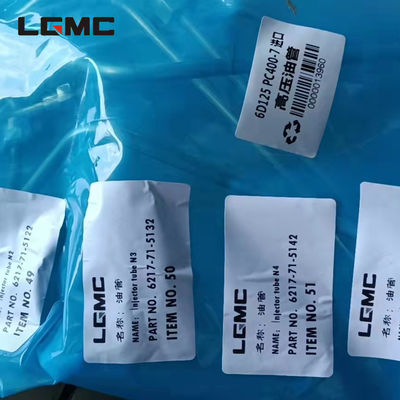 LGMC
6D125 PC400-7 进口
高压油管
0000013960
Injector tube N2
PART NO. 6217-71-5122
ITEM NO. 49
LGMC
名称: 油管
NAME: Injector tube N3
PART NO. 6217-71-5132
ITEM NO. 50
LGMC
名称: 油管
NAME: Injector tube N4
PART NO. 6217-71-5142
ITEM NO. 51
LGMC